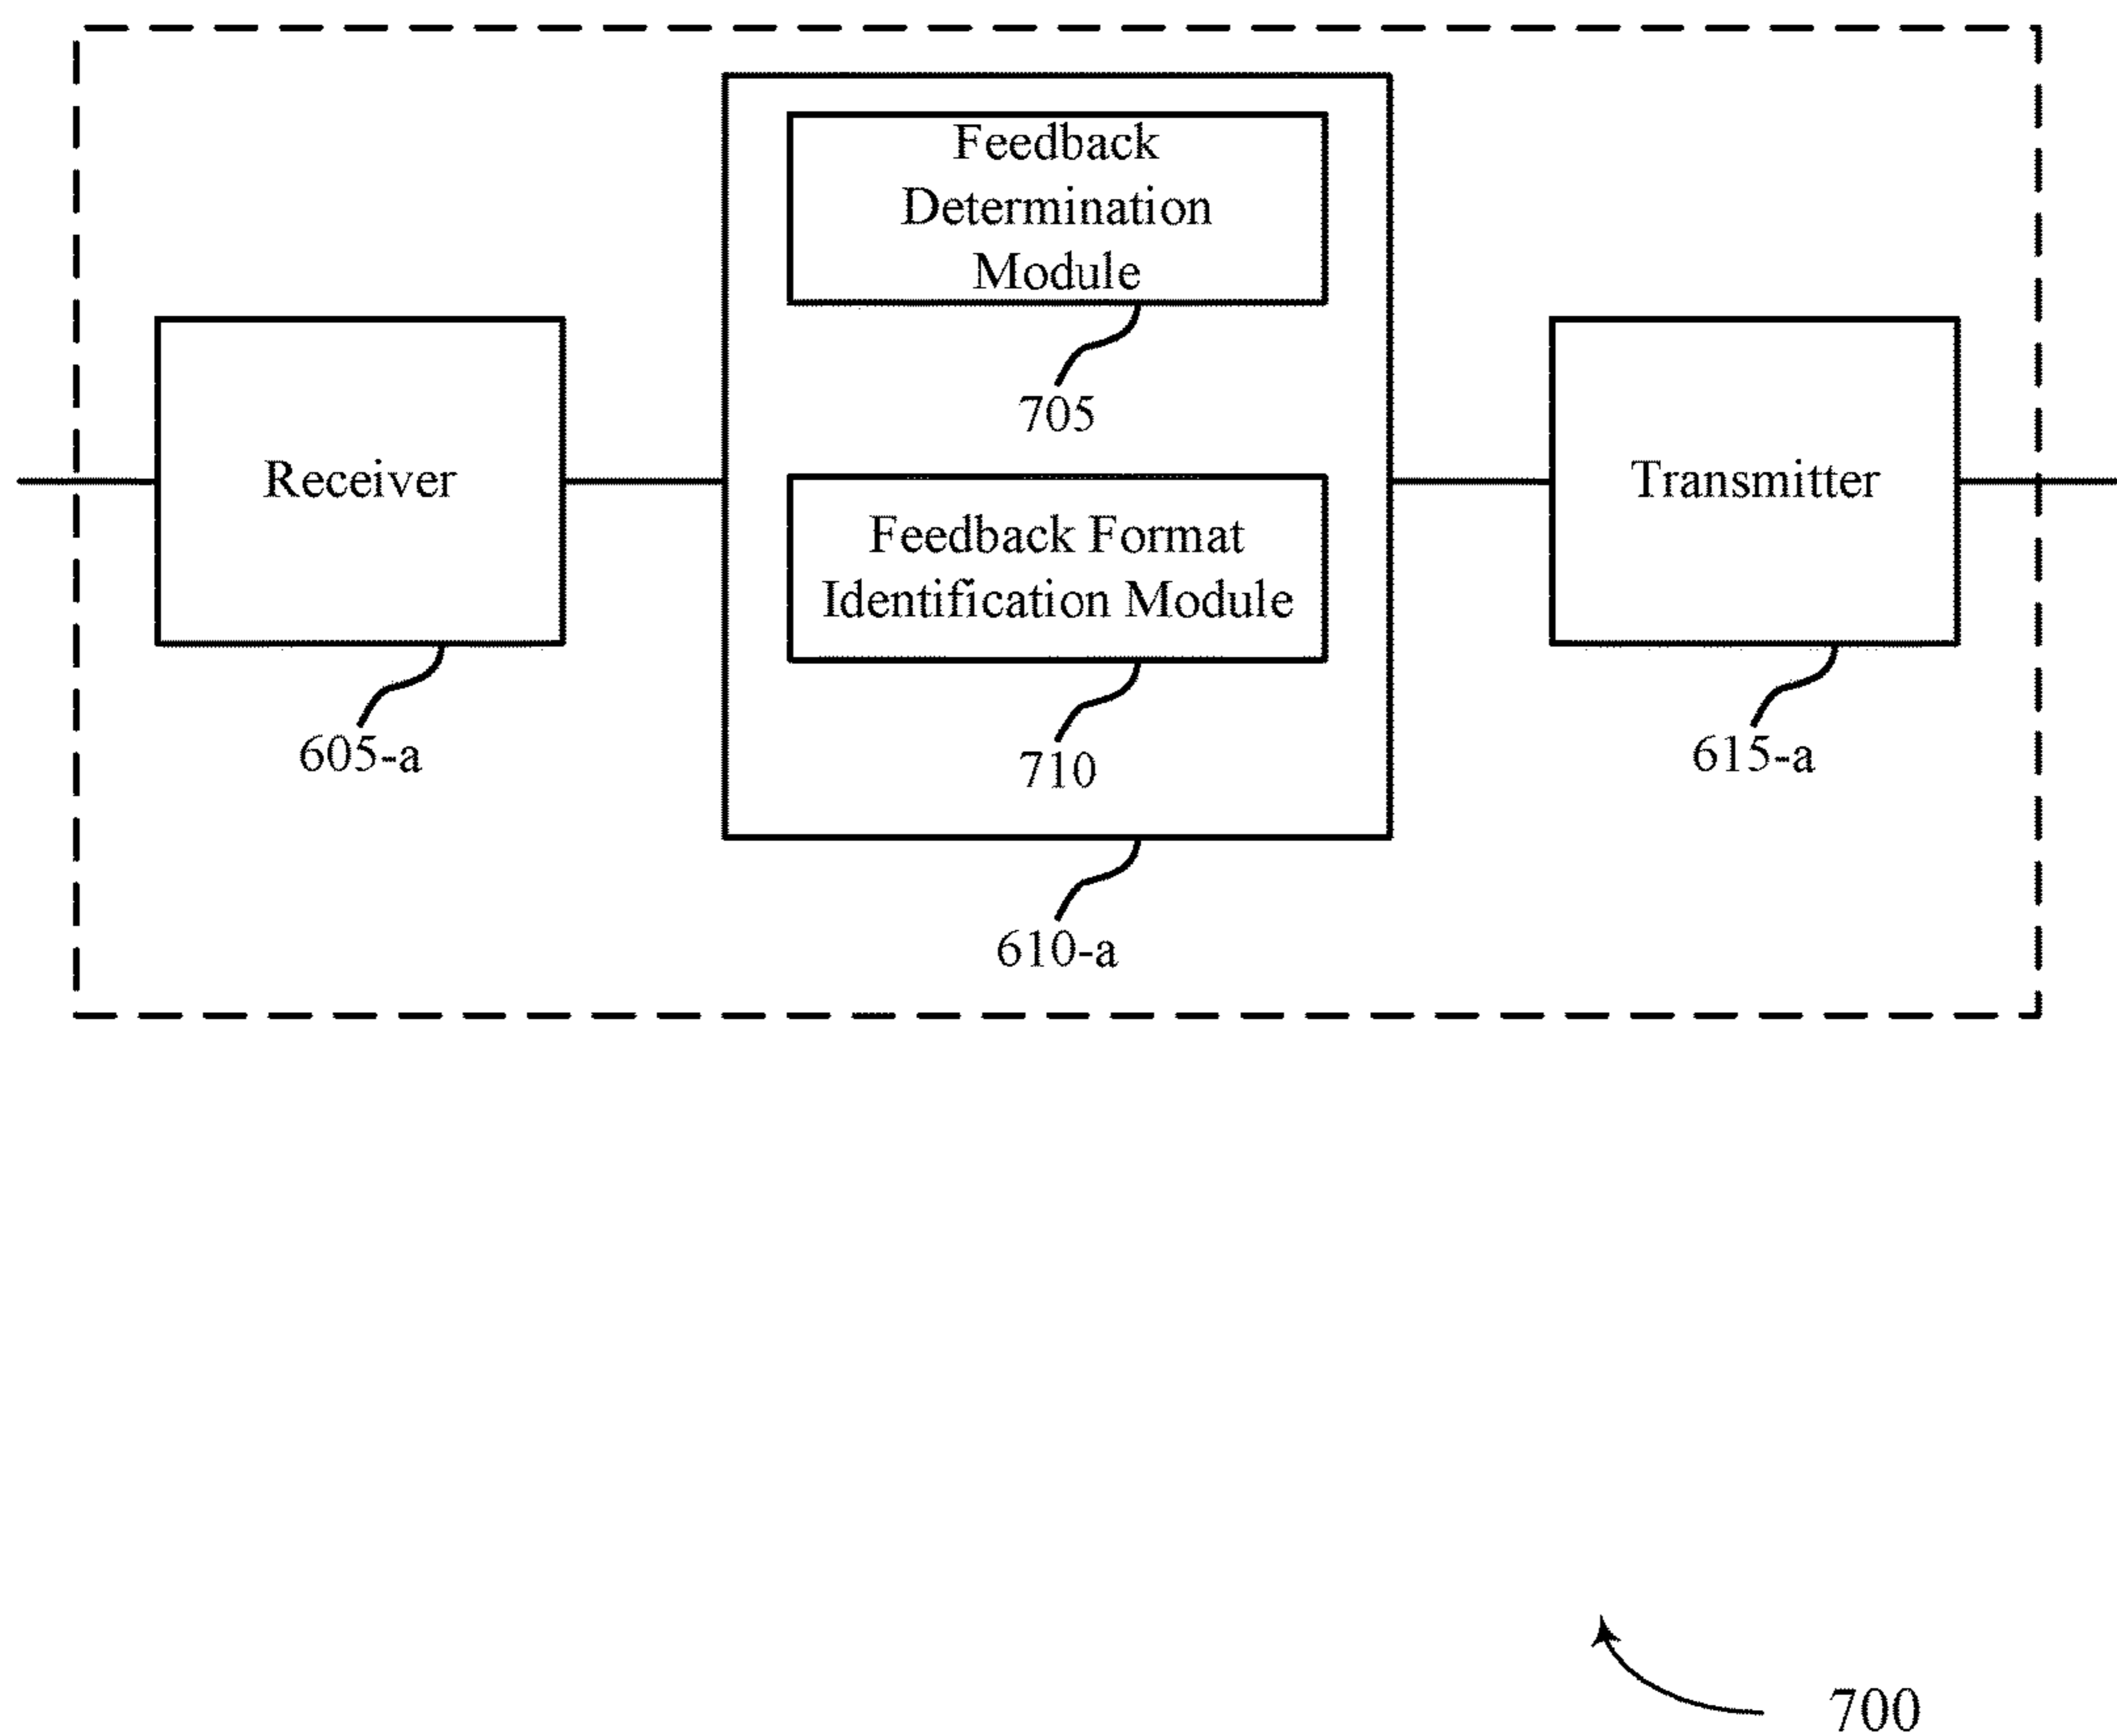 Feedback
Determination
Module
705
Receiver
Transmitter
Feedback Format
Identification Module
605-a
710
615-a
610-a
700